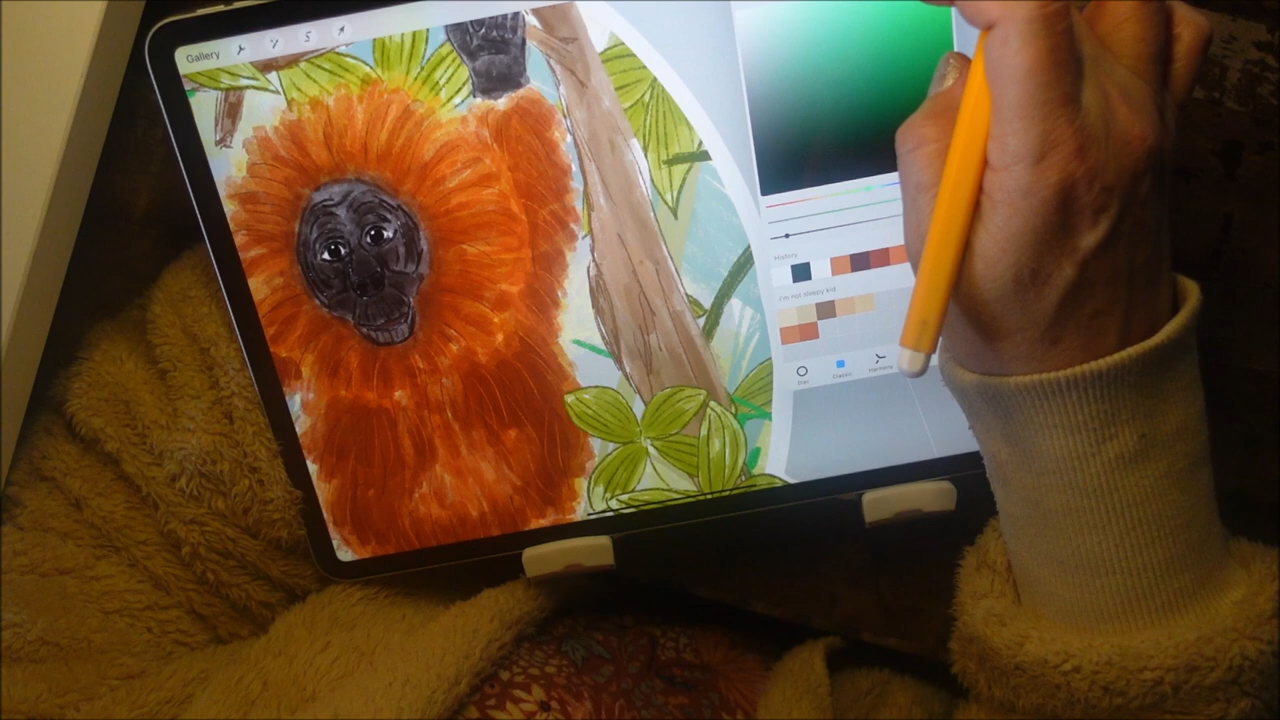 Gallery
History
I'm not sleepy kid
Disc
Classic
Harmony